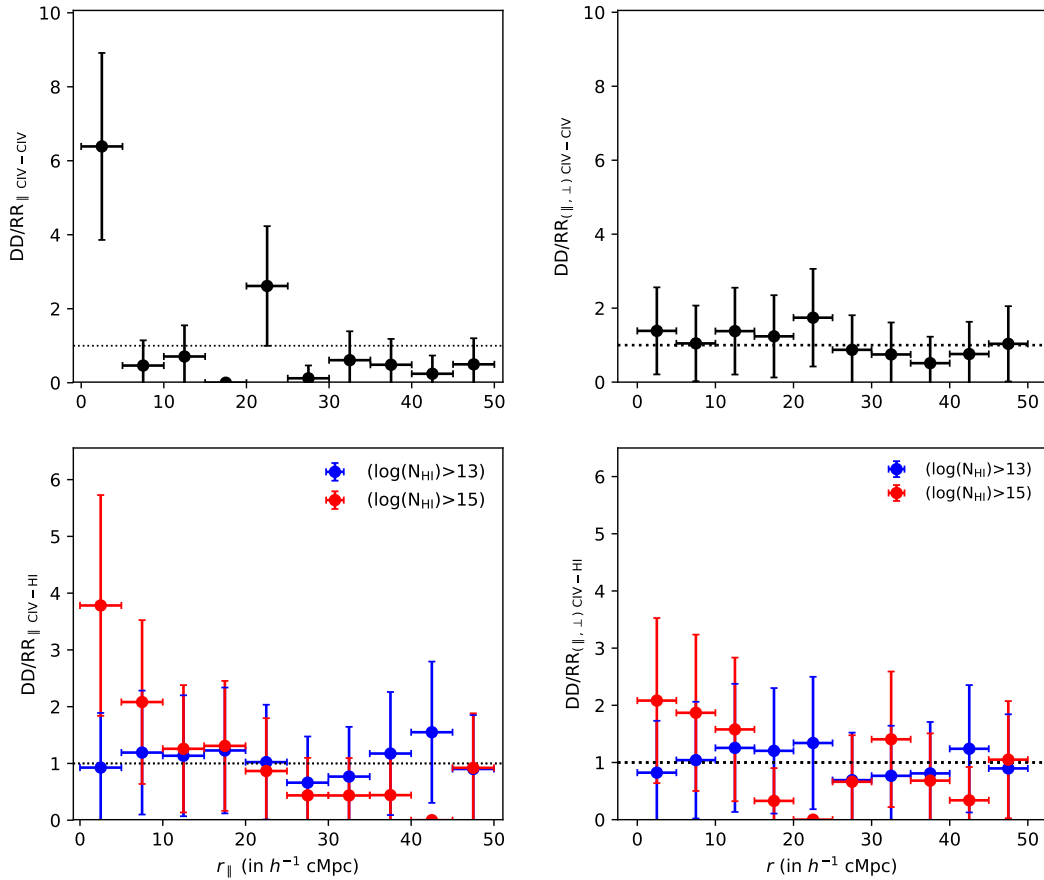 10
8
6
4
2
0
DD/RR∥ CIV − CIV
0 10 20 30 40 50
10
8
6
4
2
0
DD/RR(∥, ⊥) CIV − CIV
0 10 20 30 40 50
6
5
4
3
2
1
0
DD/RR∥ CIV − HI
(log(N_HI)>13)
(log(N_HI)>15)
0 10 20 30 40 50
r∥ (in h⁻¹ cMpc)
6
5
4
3
2
1
0
DD/RR(∥, ⊥) CIV − HI
(log(N_HI)>13)
(log(N_HI)>15)
0 10 20 30 40 50
r (in h⁻¹ cMpc)